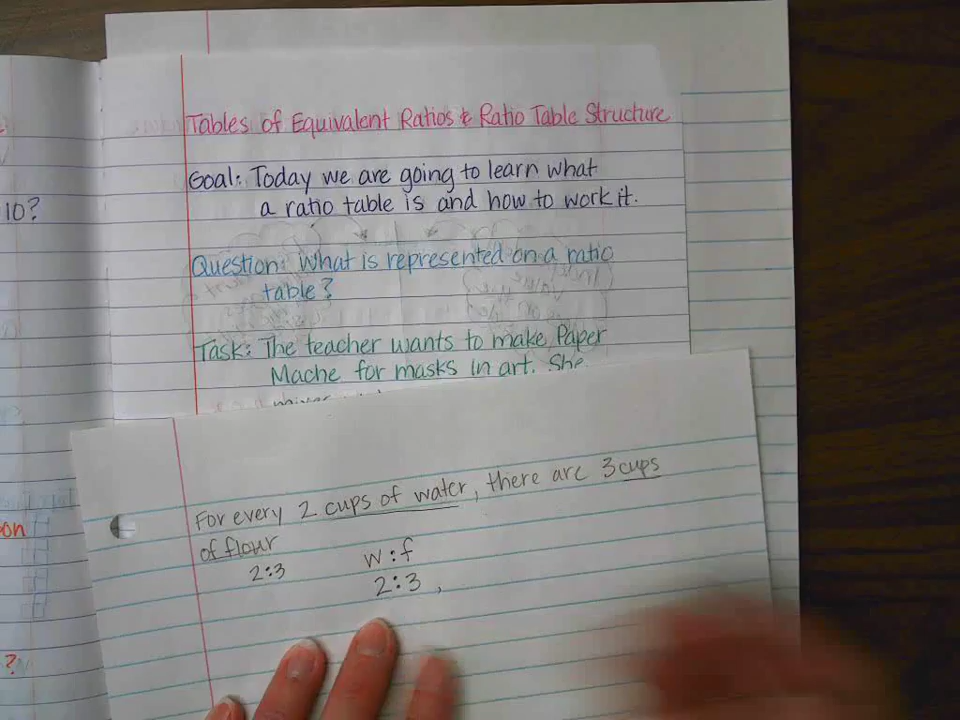 Tables of Equivalent Ratios & Ratio Table Structure
Goal: Today we are going to learn what
a ratio table is and how to work it.
10?
Question: What is represented on a ratio
table?
Task: The teacher wants to make Paper
Mache for masks in art. She
For every 2 cups of water, there are 3 cups
on
of flour
w:f
2:3
2:3 ,
?